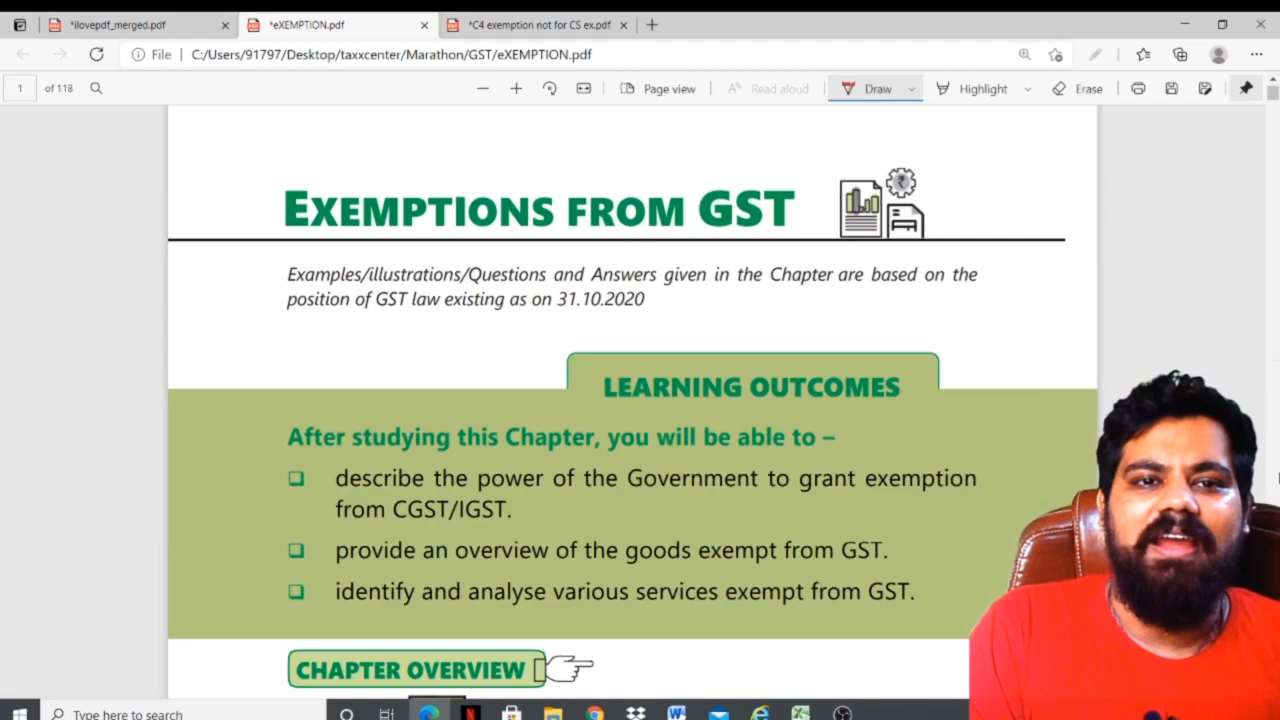 *ilovepdf_merged.pdf
*eXEMPTION.pdf
*C4 exemption not for CS ex.pdf
File
C:/Users/91797/Desktop/taxxcenter/Marathon/GST/eXEMPTION.pdf
1 of 118
Page view
Read aloud
Draw
Highlight
Erase
EXEMPTIONS FROM GST
₹
Examples/illustrations/Questions and Answers given in the Chapter are based on the
position of GST law existing as on 31.10.2020
LEARNING OUTCOMES
After studying this Chapter, you will be able to –
describe the power of the Government to grant exemption
from CGST/IGST.
provide an overview of the goods exempt from GST.
identify and analyse various services exempt from GST.
CHAPTER OVERVIEW
Type here to search